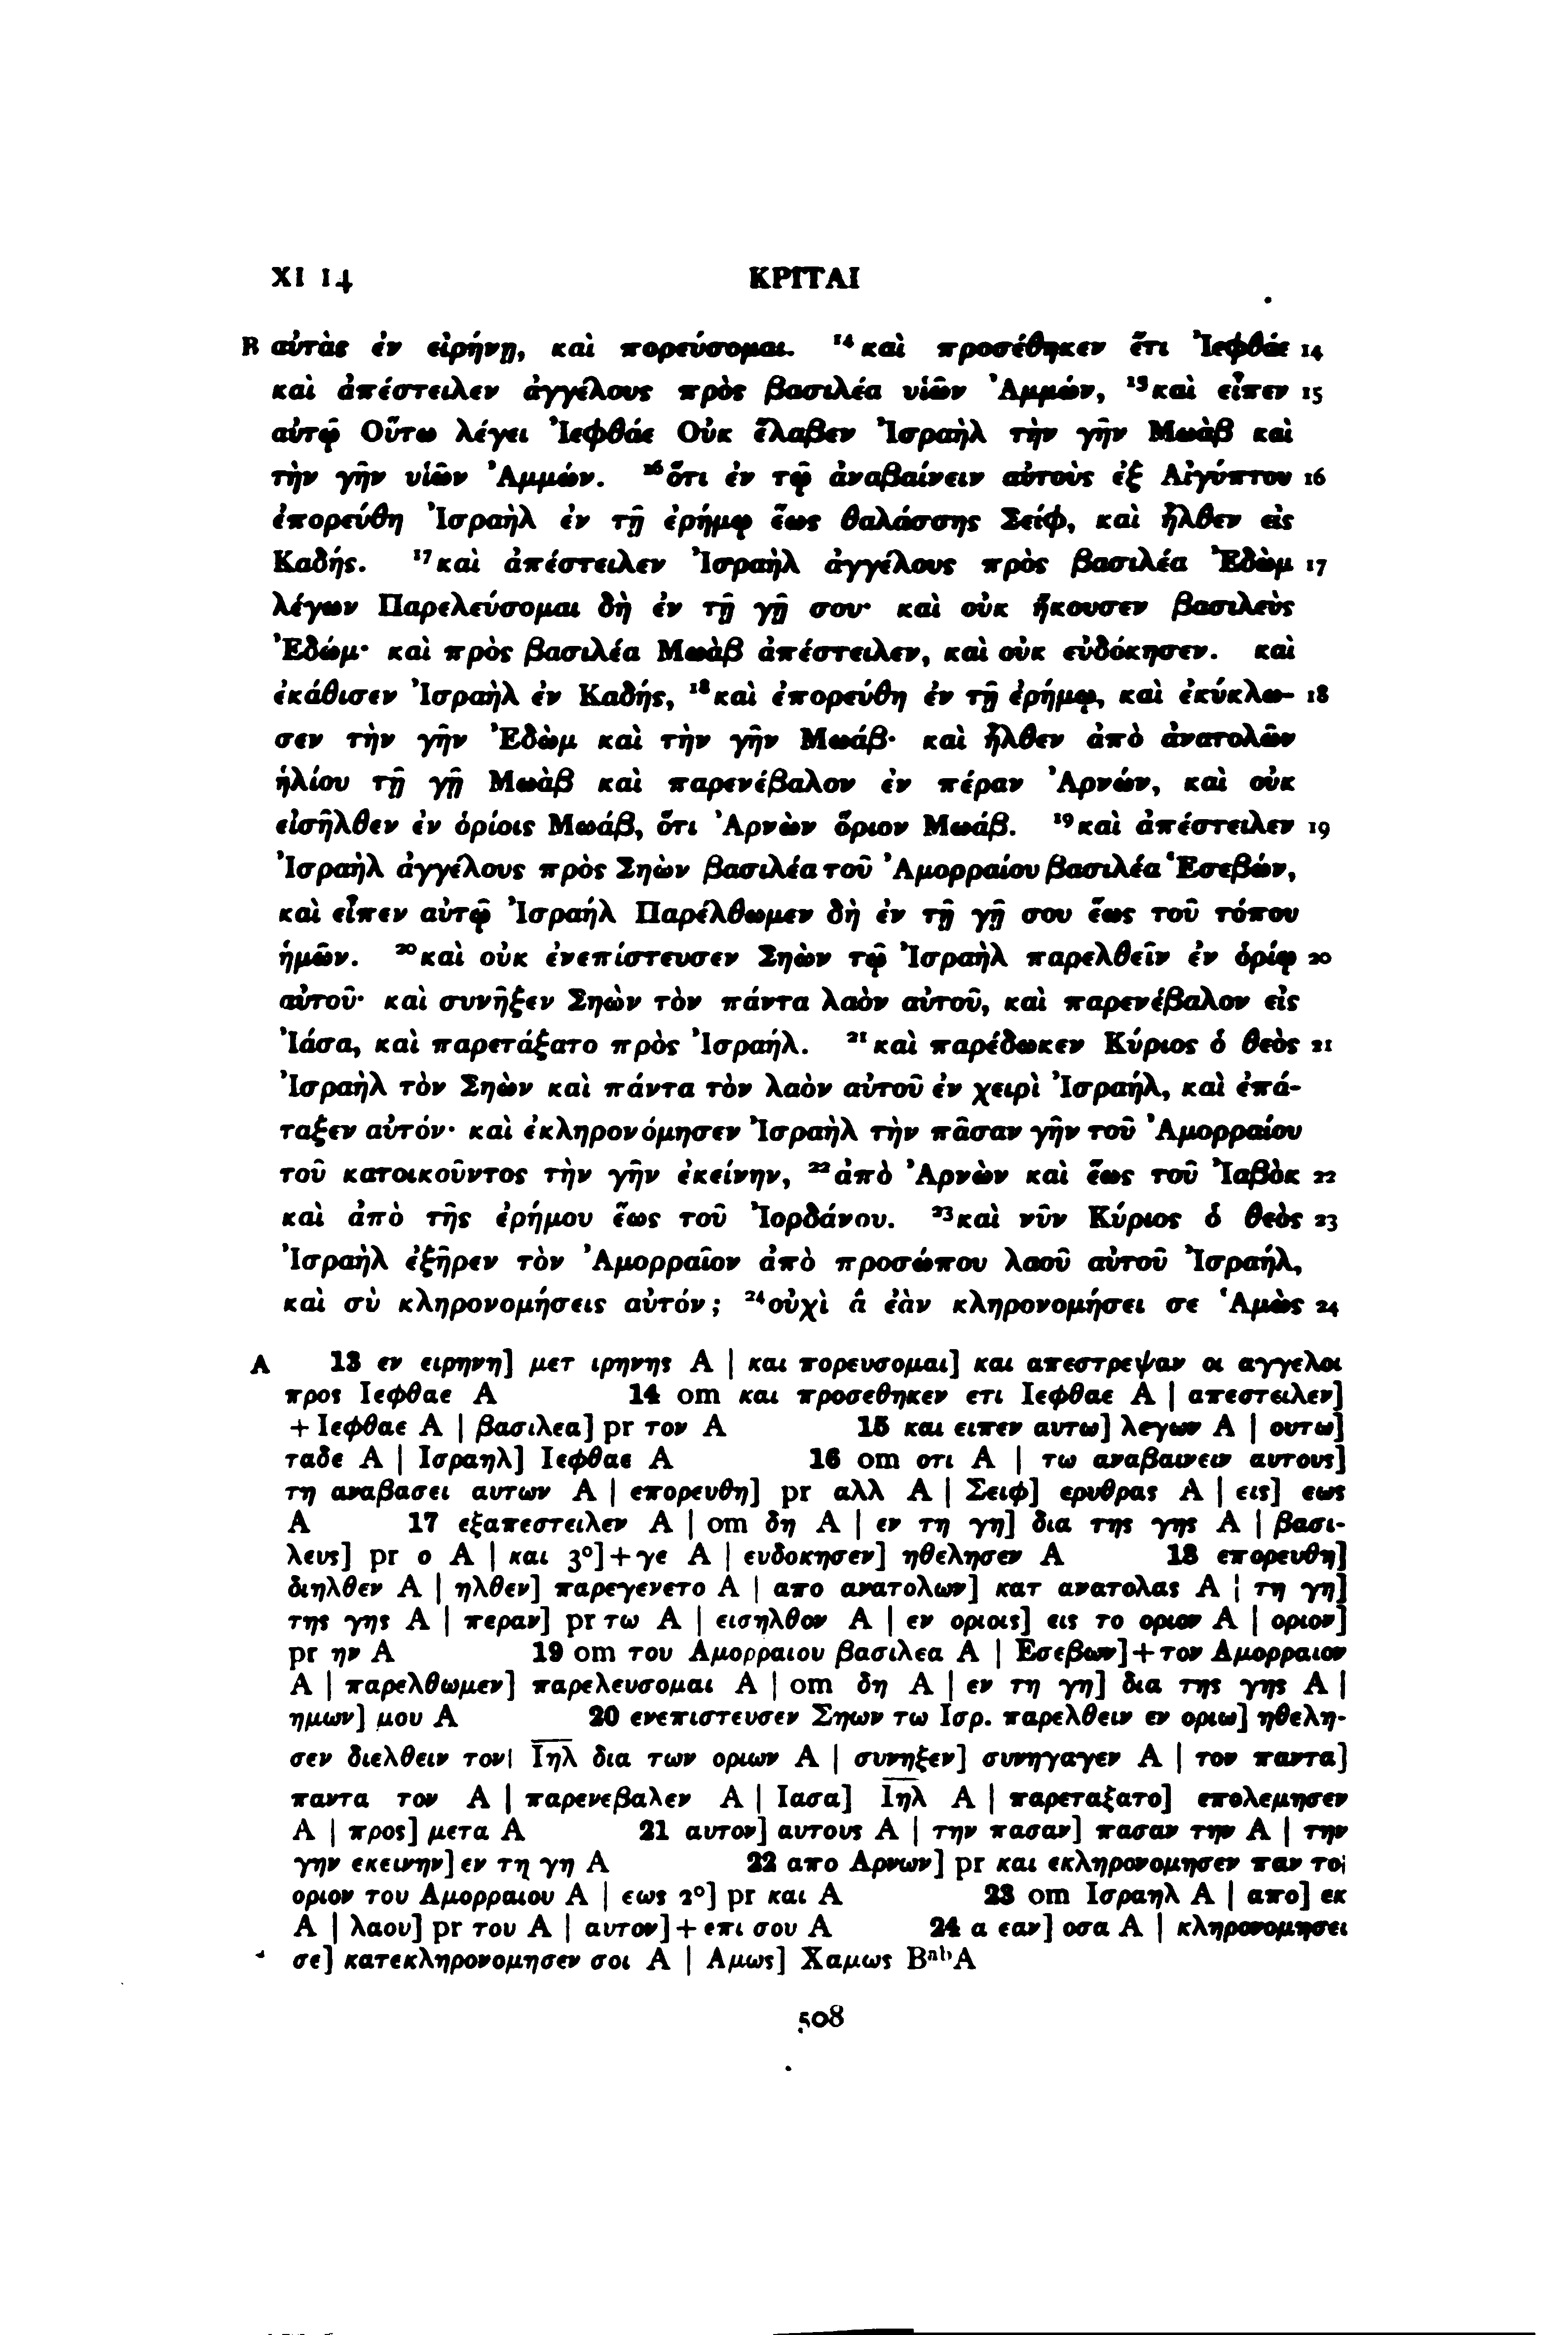 XI 14 ΚΡΙΤΑΙ
B αὐτὰς ἐν εἰρήνῃ, καὶ πορεύσομαι. ¹⁴καὶ προσέθηκεν ἔτι Ἰεφθάε 14
καὶ ἀπέστειλεν ἀγγέλους πρὸς βασιλέα υἱῶν Ἀμμών, ¹⁵καὶ εἶπεν 15
αὐτῷ Οὕτω λέγει Ἰεφθάε Οὐκ ἔλαβεν Ἰσραὴλ τὴν γῆν Μωὰβ καὶ
τὴν γῆν υἱῶν Ἀμμών. ¹⁶ὅτι ἐν τῷ ἀναβαίνειν αὐτοὺς ἐξ Αἰγύπτου 16
ἐπορεύθη Ἰσραὴλ ἐν τῇ ἐρήμῳ ἕως θαλάσσης Σείφ, καὶ ἦλθεν εἰς
Καδής. ¹⁷καὶ ἀπέστειλεν Ἰσραὴλ ἀγγέλους πρὸς βασιλέα Ἐδὼμ 17
λέγων Παρελεύσομαι δὴ ἐν τῇ γῇ σου· καὶ οὐκ ἤκουσεν βασιλεὺς
Ἐδώμ· καὶ πρὸς βασιλέα Μωὰβ ἀπέστειλεν, καὶ οὐκ εὐδόκησεν. καὶ
ἐκάθισεν Ἰσραὴλ ἐν Καδής, ¹⁸καὶ ἐπορεύθη ἐν τῇ ἐρήμῳ, καὶ ἐκύκλω- 18
σεν τὴν γῆν Ἐδὼμ καὶ τὴν γῆν Μωάβ· καὶ ἦλθεν ἀπὸ ἀνατολῶν
ἡλίου τῇ γῇ Μωὰβ καὶ παρενέβαλον ἐν πέραν Ἀρνών, καὶ οὐκ
εἰσῆλθεν ἐν ὁρίοις Μωάβ, ὅτι Ἀρνὼν ὅριον Μωάβ. ¹⁹καὶ ἀπέστειλεν 19
Ἰσραὴλ ἀγγέλους πρὸς Σηὼν βασιλέα τοῦ Ἀμορραίου βασιλέα Ἑσεβών,
καὶ εἶπεν αὐτῷ Ἰσραήλ Παρέλθωμεν δὴ ἐν τῇ γῇ σου ἕως τοῦ τόπου
ἡμῶν. ²⁰καὶ οὐκ ἐνεπίστευσεν Σηὼν τῷ Ἰσραὴλ παρελθεῖν ἐν ὁρίῳ 20
αὐτοῦ· καὶ συνῆξεν Σηὼν τὸν πάντα λαὸν αὐτοῦ, καὶ παρενέβαλον εἰς
Ἰάσα, καὶ παρετάξατο πρὸς Ἰσραήλ. ²¹καὶ παρέδωκεν Κύριος ὁ θεὸς 21
Ἰσραὴλ τὸν Σηὼν καὶ πάντα τὸν λαὸν αὐτοῦ ἐν χειρὶ Ἰσραήλ, καὶ ἐπά-
ταξεν αὐτόν· καὶ ἐκληρονόμησεν Ἰσραὴλ τὴν πᾶσαν γῆν τοῦ Ἀμορραίου
τοῦ κατοικοῦντος τὴν γῆν ἐκείνην, ²²ἀπὸ Ἀρνὼν καὶ ἕως τοῦ Ἰαβὸκ 22
καὶ ἀπὸ τῆς ἐρήμου ἕως τοῦ Ἰορδάνου. ²³καὶ νῦν Κύριος ὁ θεὸς 23
Ἰσραὴλ ἐξῆρεν τὸν Ἀμορραῖον ἀπὸ προσώπου λαοῦ αὐτοῦ Ἰσραήλ,
καὶ σὺ κληρονομήσεις αὐτόν; ²⁴οὐχὶ ἃ ἐὰν κληρονομήσει σε Ἁμὼς 24
A 13 εν ειρηνη] μετ ιρηνης A | και πορευσομαι] και απεστρεψαν οι αγγελοι
προς Ιεφθαε A 14 om και προσεθηκεν ετι Ιεφθαε A | απεστειλεν]
+ Ιεφθαε A | βασιλεα] pr τον A 15 και ειπεν αυτω] λεγων A | ουτω]
ταδε A | Ισραηλ] Ιεφθαε A 16 om οτι A | τω αναβαινειν αυτους]
τη αναβασει αυτων A | επορευθη] pr αλλ A | Σειφ] ερυθρας A | εις] εως
A 17 εξαπεστειλεν A | om δη A | εν τη γη] δια της γης A | βασι-
λευς] pr ο A | και 3°]+γε A | ευδοκησεν] ηθελησεν A 18 επορευθη]
διηλθεν A | ηλθεν] παρεγενετο A | απο ανατολων] κατ ανατολας A | τη γη]
της γης A | περαν] pr τω A | εισηλθον A | εν οριοις] εις το οριον A | οριον]
pr ην A 19 om του Αμορραιου βασιλεα A | Εσεβων]+τον Αμορραιον
A | παρελθωμεν] παρελευσομαι A | om δη A | εν τη γη] δια της γης A |
ημων] μου A 20 ενεπιστευσεν Σηων τω Ισρ. παρελθειν εν οριω] ηθελη-
σεν διελθειν τον| Ιηλ δια των οριων A | συνηξεν] συνηγαγεν A | τον παντα]
παντα τον A | παρενεβαλεν A | Ιασα] Ιηλ A | παρεταξατο] επολεμησεν
A | προς] μετα A 21 αυτον] αυτους A | την πασαν] πασαν την A | την
γην εκεινην] εν τη γη A 22 απο Αρνων] pr και εκληρονομησεν παν το|
οριον του Αμορραιου A | εως 2°] pr και A 23 om Ισραηλ A | απο] εκ
A | λαου] pr του A | αυτον]+επι σου A 24 α εαν] οσα A | κληρονομησει
σε] κατεκληρονομησεν σοι A | Αμως] Χαμως Bᵃᵇ A
508